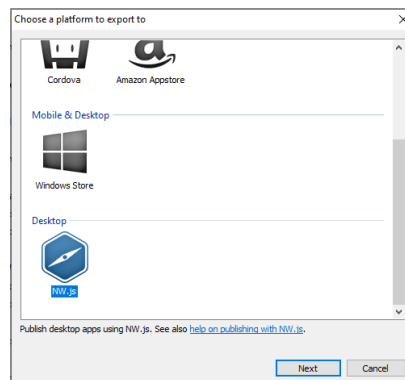 Choose a platform to export to
Cordova Amazon Appstore
Mobile & Desktop
Windows Store
Desktop
NW.js
Publish desktop apps using NW.js. See also help on publishing with NW.js.
Next Cancel